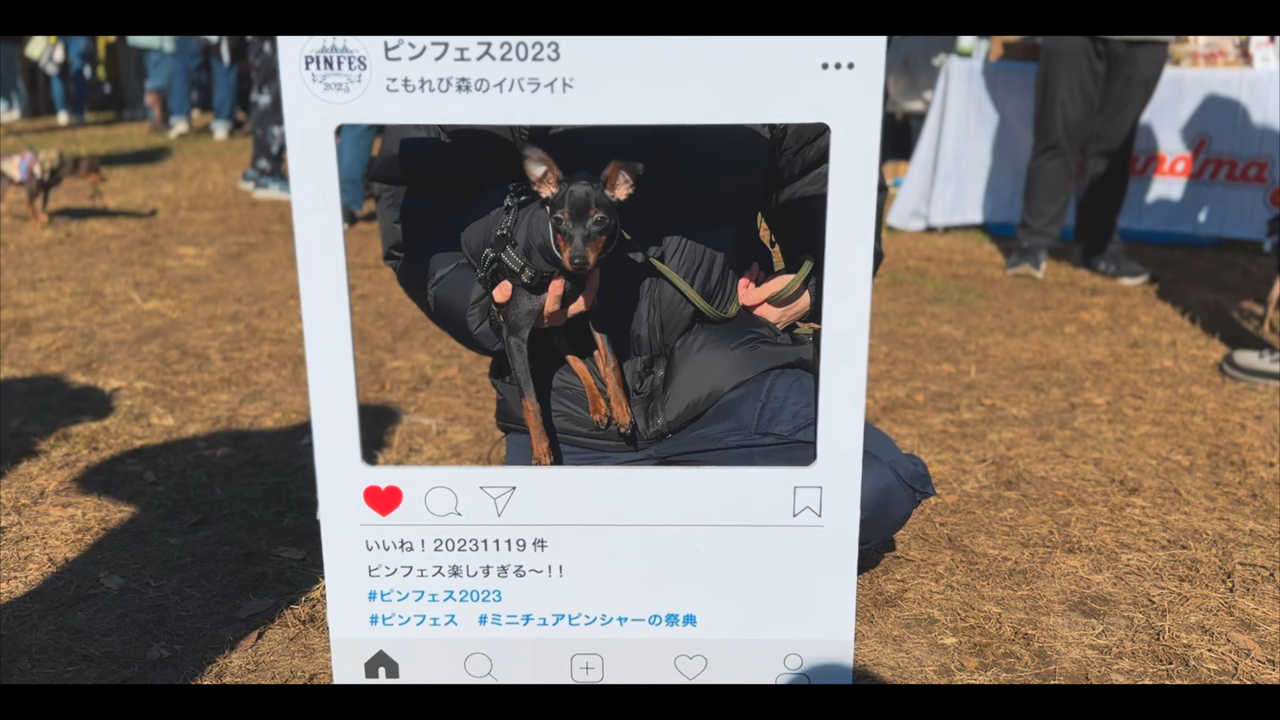 PINFES
2023
ピンフェス2023
こもれび森のイバライド
ndma
いいね！20231119 件
ピンフェス楽しすぎる～！！
#ピンフェス2023
#ピンフェス #ミニチュアピンシャーの祭典